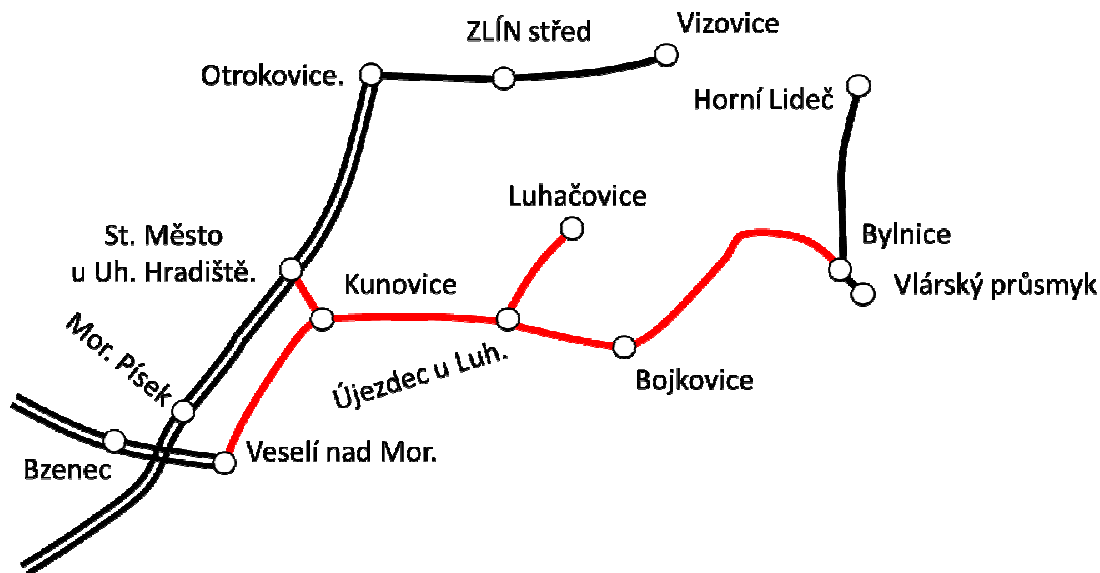 ZLÍN střed
Vizovice
Otrokovice.
Horní Lideč
Luhačovice
St. Město
u Uh. Hradiště.
Bylnice
Kunovice
Vlárský průsmyk
Mor. Písek
Újezdec u Luh.
Bojkovice
Veselí nad Mor.
Bzenec